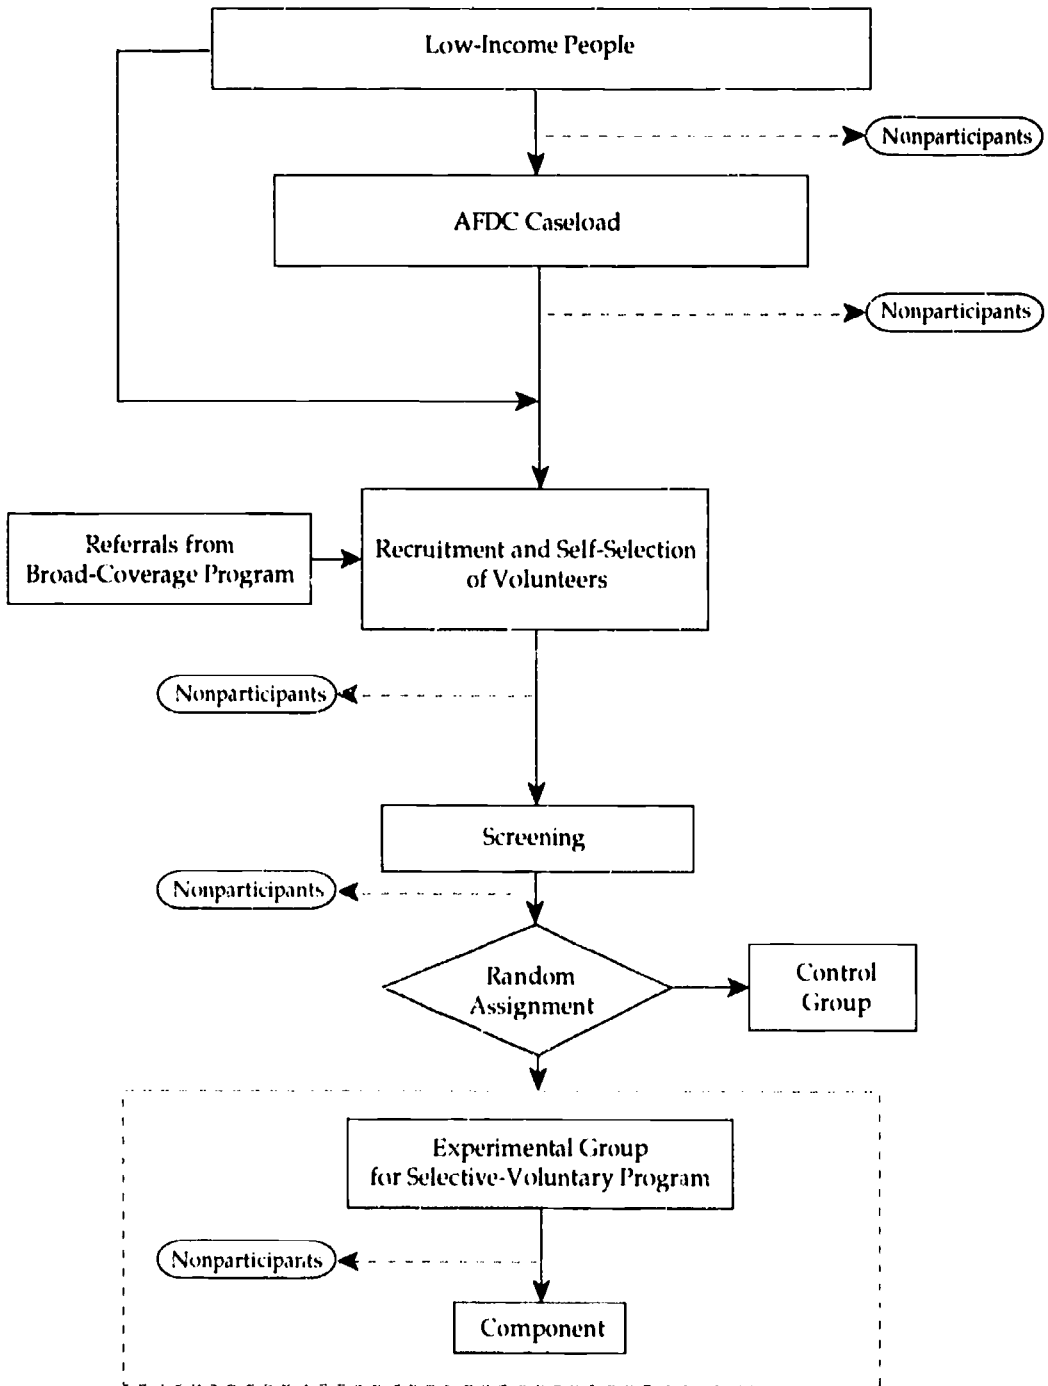 Low-Income People
Nonparticipants
AFDC Caseload
Nonparticipants
Referrals from
Broad-Coverage Program
Recruitment and Self-Selection
of Volunteers
Nonparticipants
Screening
Nonparticipants
Random
Assignment
Control
Group
Experimental Group
for Selective-Voluntary Program
Nonparticipants
Component